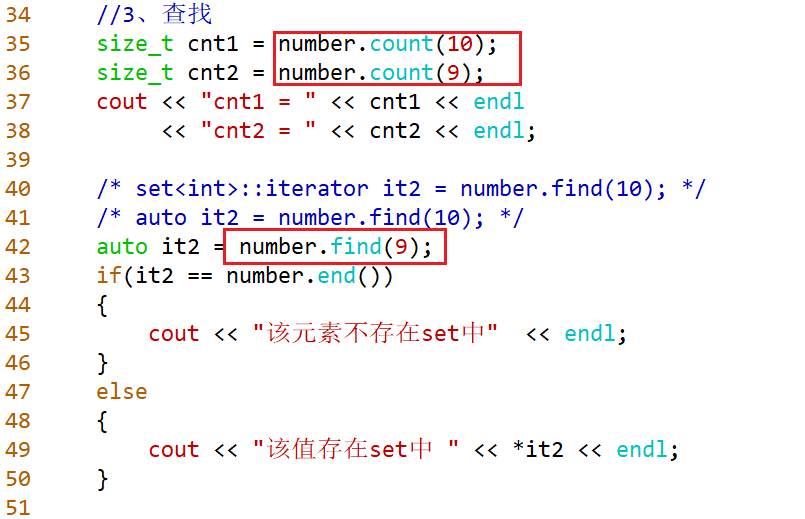 34 //3、查找
35 size_t cnt1 = number.count(10);
36 size_t cnt2 = number.count(9);
37 cout << "cnt1 = " << cnt1 << endl
38 << "cnt2 = " << cnt2 << endl;
39
40 /* set<int>::iterator it2 = number.find(10); */
41 /* auto it2 = number.find(10); */
42 auto it2 = number.find(9);
43 if(it2 == number.end())
44 {
45 cout << "该元素不存在set中" << endl;
46 }
47 else
48 {
49 cout << "该值存在set中 " << *it2 << endl;
50 }
51